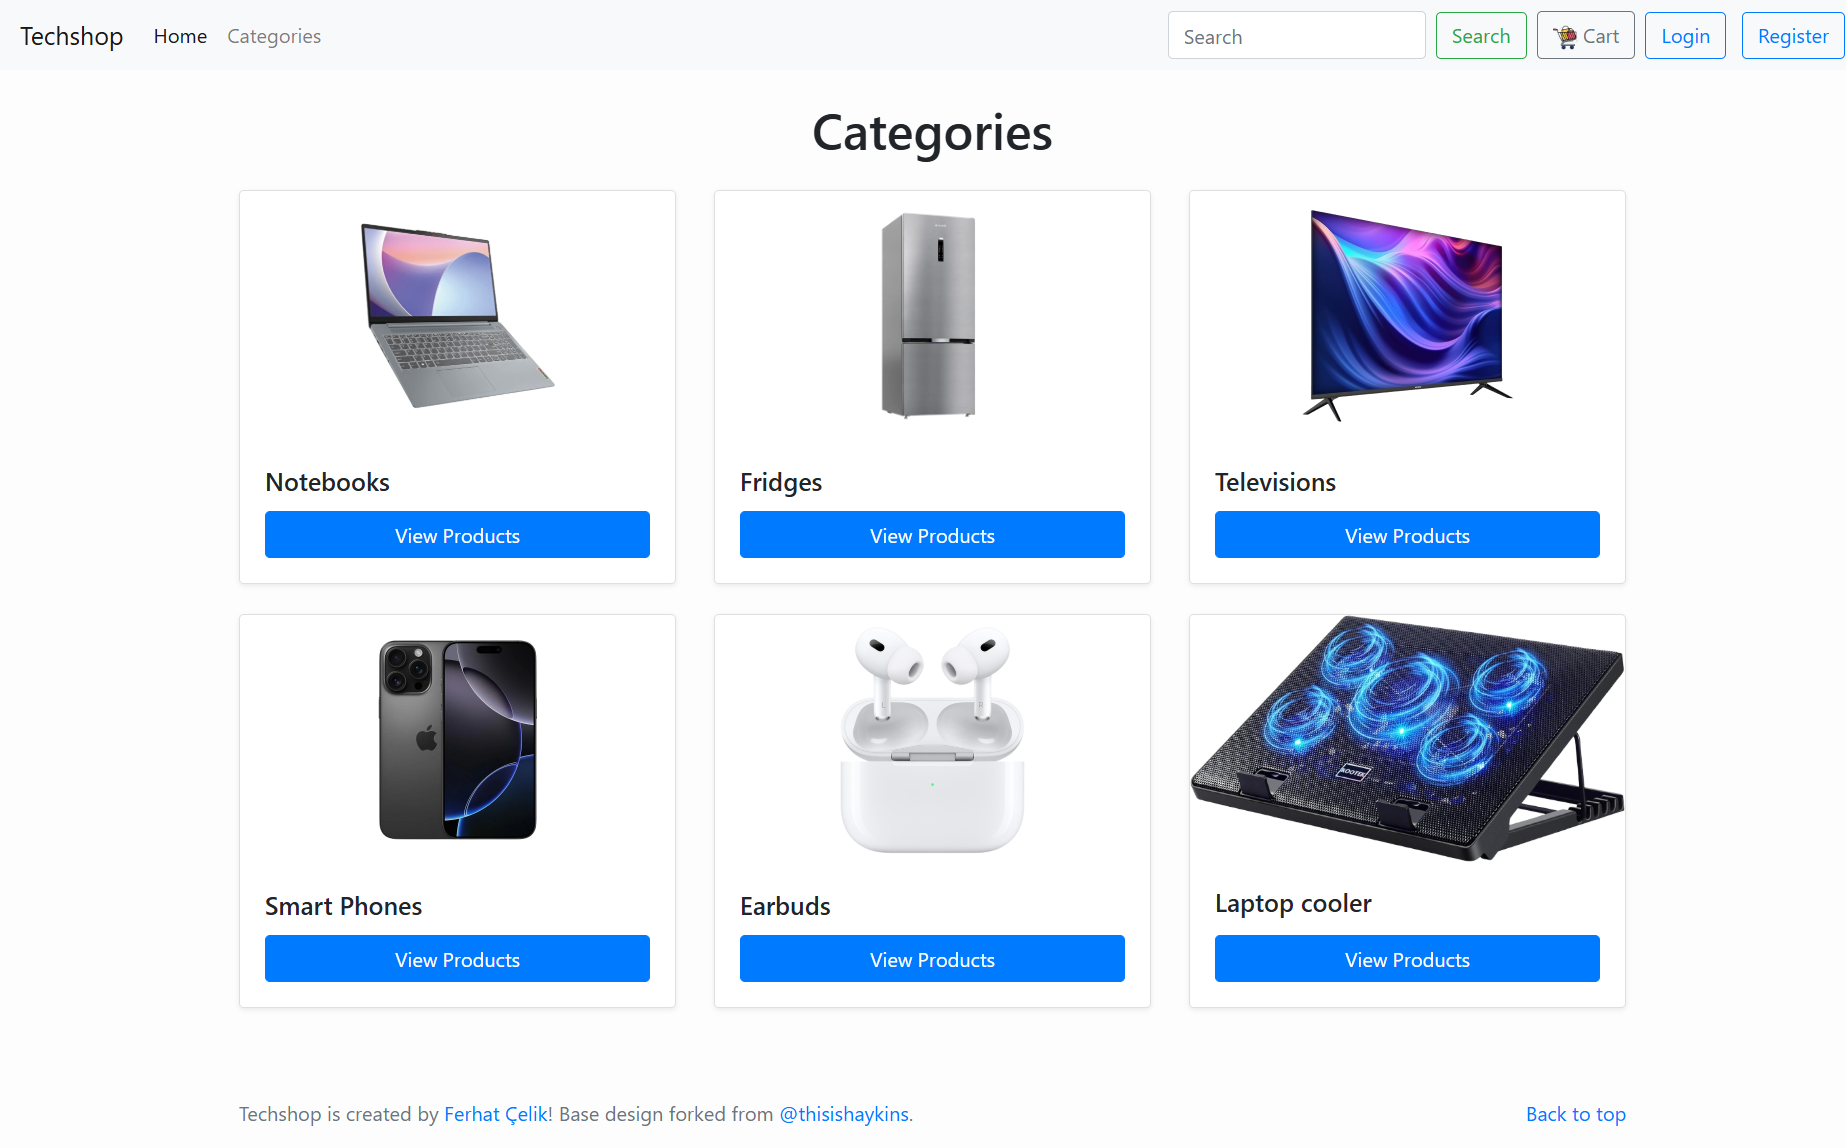 Techshop Home Categories Search Search Cart Login Register
Categories
Notebooks
View Products
Fridges
View Products
Televisions
View Products
Smart Phones
View Products
Earbuds
View Products
Laptop cooler
View Products
Techshop is created by Ferhat Çelik! Base design forked from @thisishaykins.
Back to top